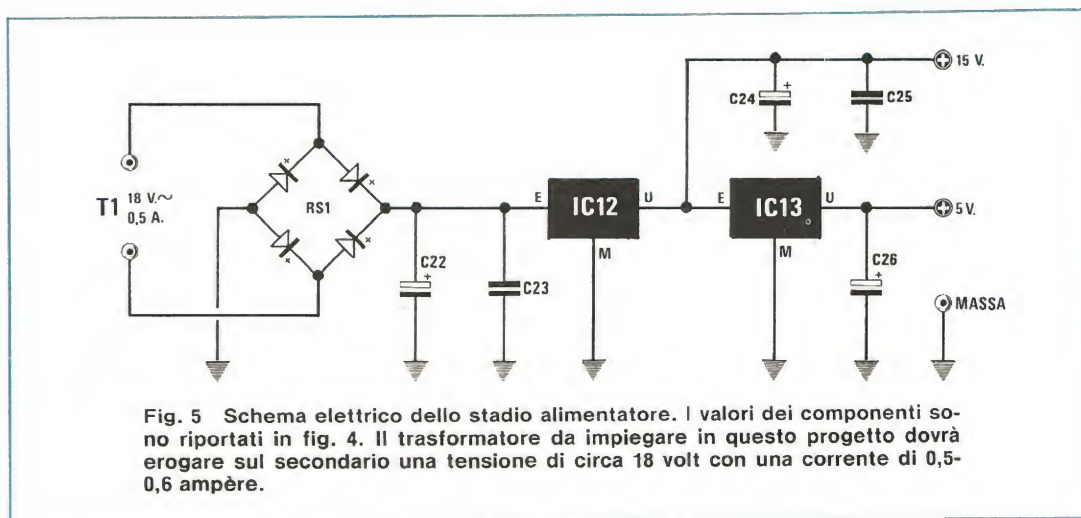 15 V.
C24
+
C25
T1 18 V.~
0,5 A.
RS1
E IC12 U
E IC13 U
5 V.
M
M
C22
+
C23
C26
+
MASSA
Fig. 5 Schema elettrico dello stadio alimentatore. I valori dei componenti so-
no riportati in fig. 4. Il trasformatore da impiegare in questo progetto dovrà
erogare sul secondario una tensione di circa 18 volt con una corrente di 0,5-
0,6 ampère.